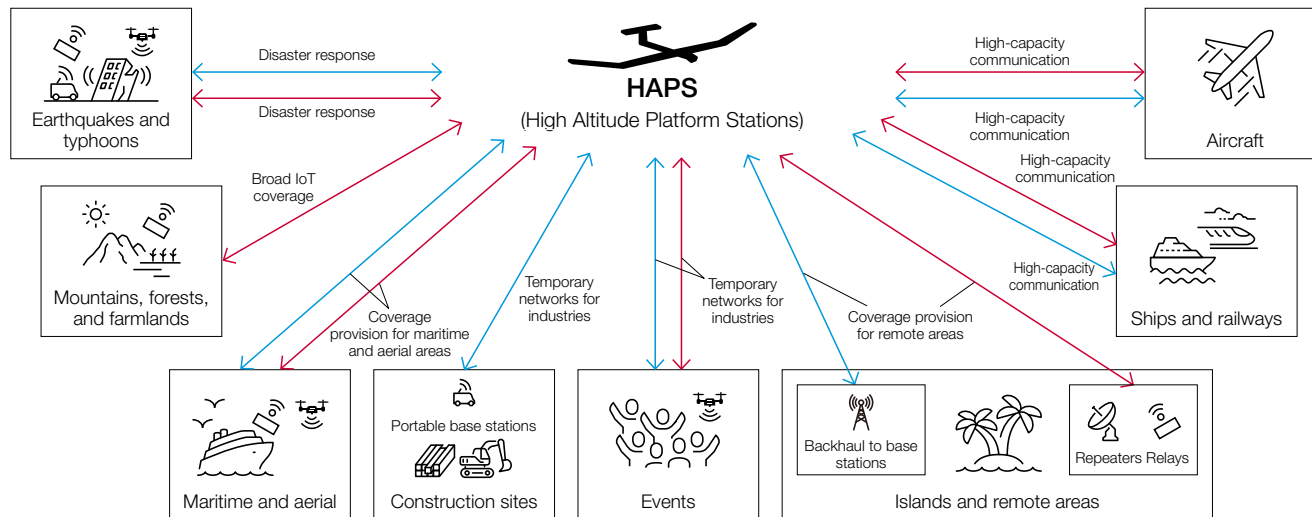 Disaster response
Disaster response
Earthquakes and
typhoons
HAPS
(High Altitude Platform Stations)
High-capacity
communication
High-capacity
communication
Aircraft
High-capacity
communication
High-capacity
communication
Ships and railways
Broad IoT
coverage
Mountains, forests,
and farmlands
Coverage
provision for maritime
and aerial areas
Temporary
networks for
industries
Temporary
networks for
industries
Coverage provision
for remote areas
Maritime and aerial
Portable base stations
Construction sites
Events
Backhaul to base
stations
Repeaters Relays
Islands and remote areas